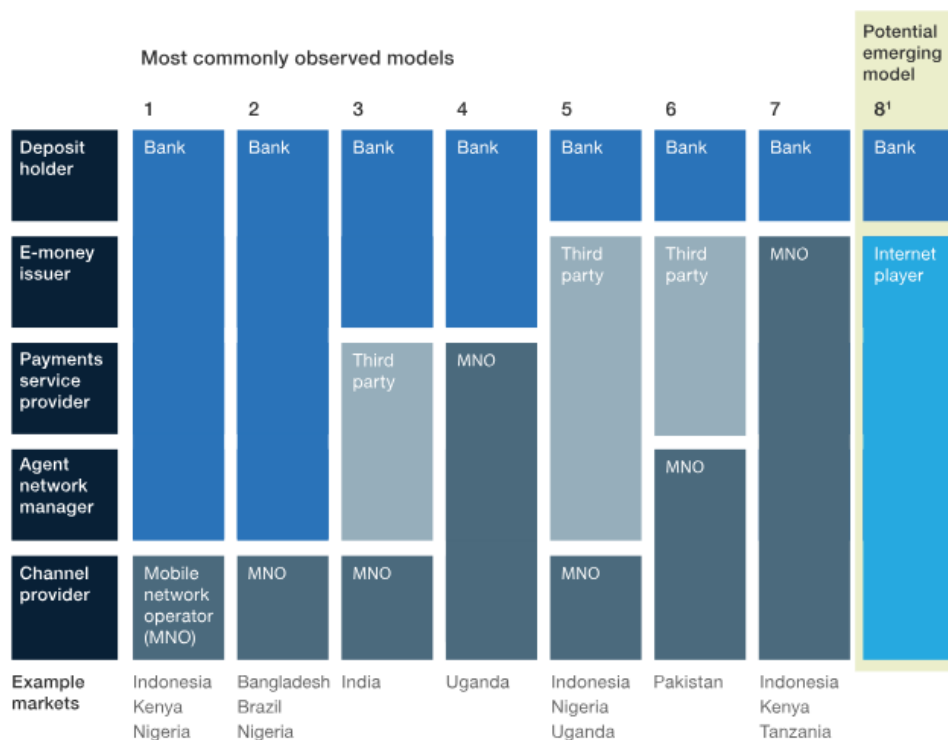 Potential
emerging
model
Most commonly observed models
1 2 3 4 5 6 7 8¹
Deposit
holder
Bank Bank Bank Bank Bank Bank Bank Bank
E-money
issuer
Third
party
Third
party
MNO
Internet
player
Payments
service
provider
Third
party
MNO
Agent
network
manager
MNO
Channel
provider
Mobile
network
operator
(MNO)
MNO MNO MNO
Example
markets
Indonesia
Kenya
Nigeria
Bangladesh
Brazil
Nigeria
India
Uganda
Indonesia
Nigeria
Uganda
Pakistan
Indonesia
Kenya
Tanzania